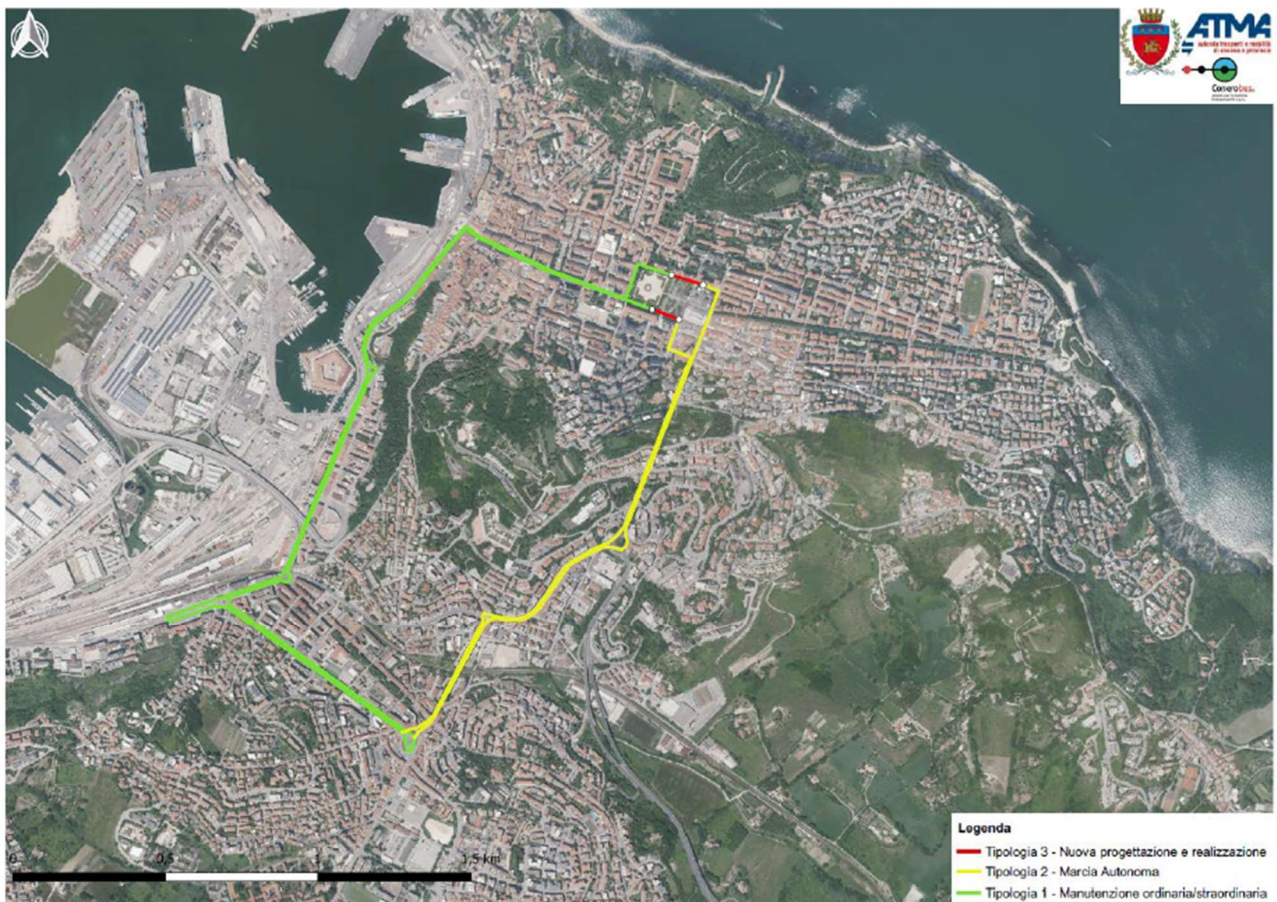 ATMA
Conerobus.
Legenda
Tipologia 3 - Nuova progettazione e realizzazione
Tipologia 2 - Marcia Autonoma
Tipologia 1 - Manutenzione ordinaria/straordinaria
0 0,5 1 1,5 km